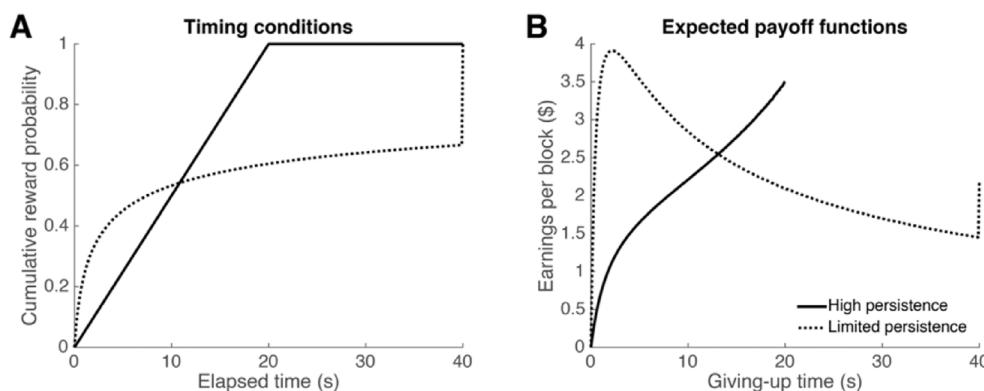 A
Timing conditions
Cumulative reward probability
1
0.8
0.6
0.4
0.2
0
0
10
20
30
40
Elapsed time (s)
B
Expected payoff functions
Earnings per block ($)
4
3.5
3
2.5
2
1.5
1
0.5
0
0
10
20
30
40
Giving-up time (s)
High persistence
Limited persistence